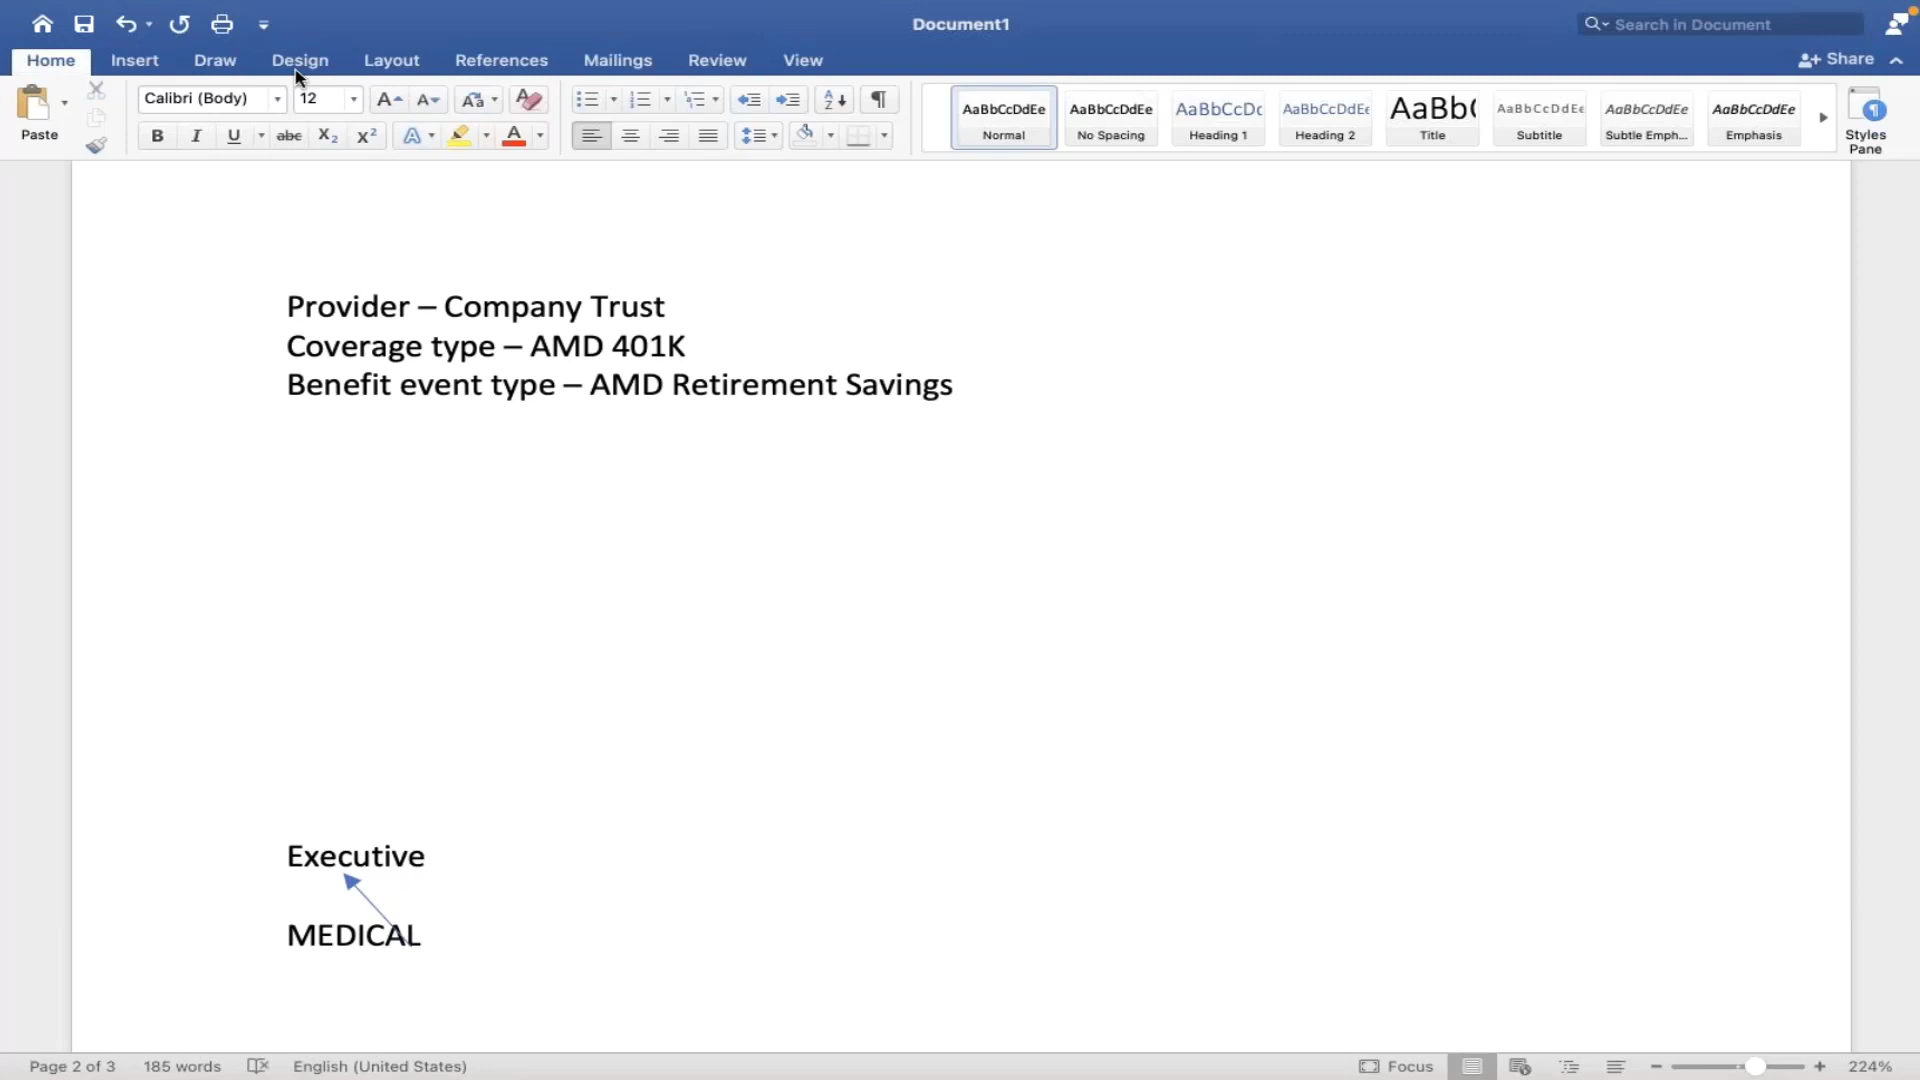 Document1
Search in Document
Home Insert Draw Design Layout References Mailings Review View
Share
Paste
Calibri (Body) 12
AaBbCcDdEe AaBbCcDdEe AaBbCcDc AaBbCcDdEe AaBb( AaBbCcDdEe AaBbCcDdEe AaBbCcDdEe
Normal No Spacing Heading 1 Heading 2 Title Subtitle Subtle Emph... Emphasis
Styles
Pane
Provider – Company Trust
Coverage type – AMD 401K
Benefit event type – AMD Retirement Savings
Executive
MEDICAL
Page 2 of 3 185 words English (United States) Focus 224%